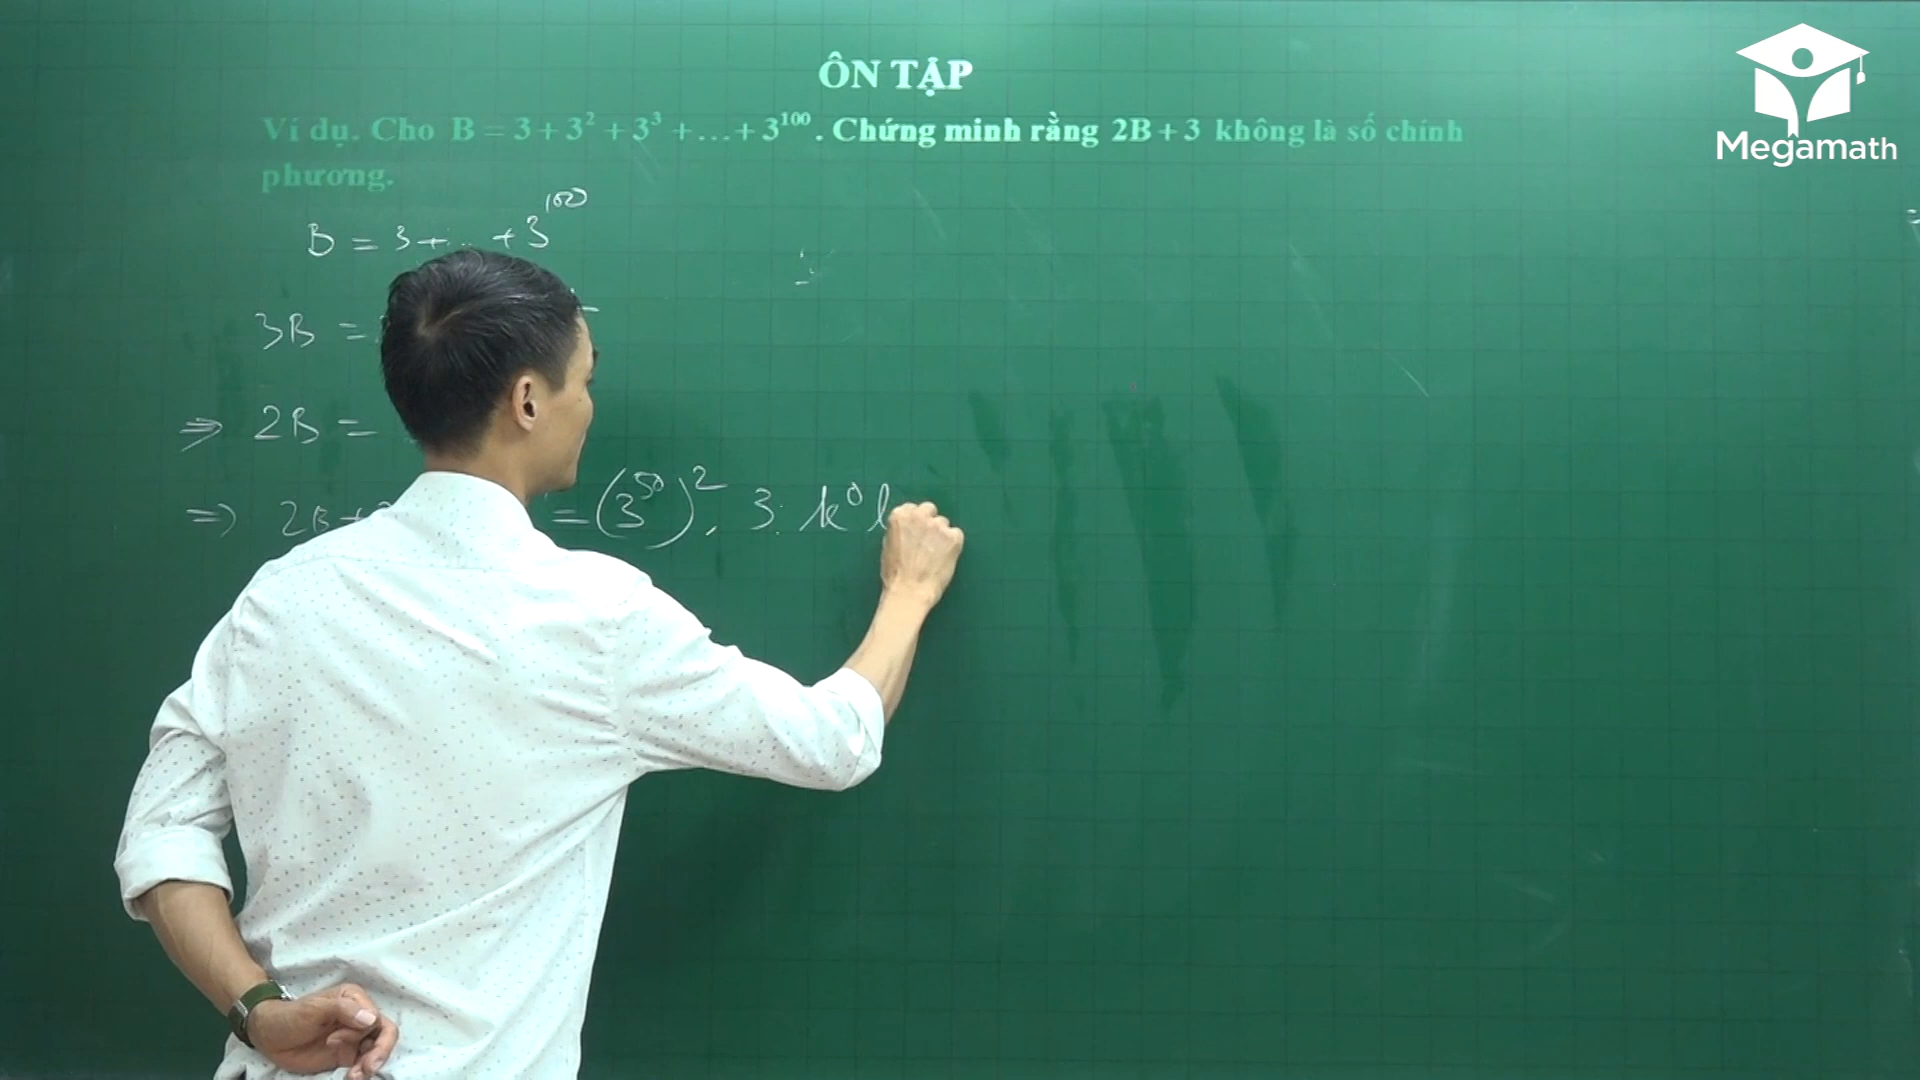 ÔN TẬP
Megamath
Ví dụ. Cho B = 3 + 3² + 3³ + ... + 3¹⁰⁰. Chứng minh rằng 2B + 3 không là số chính
phương.
B = 3 + ... + 3¹⁰⁰
3B =
⇒ 2B =
⇒ 2B + = (3⁵⁰)². 3 : k⁰ l